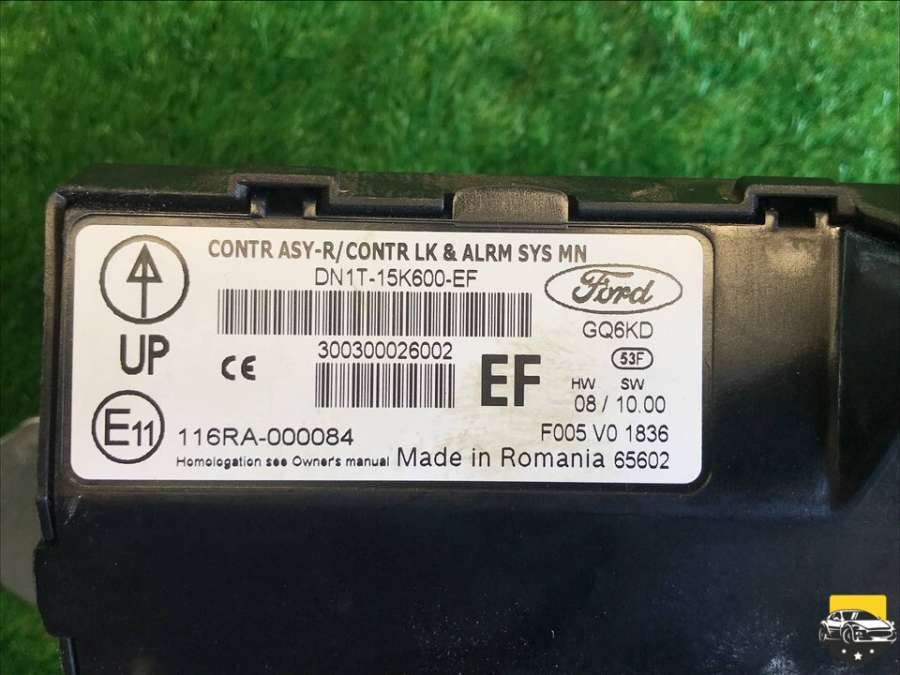 CONTR ASY-R/CONTR LK & ALRM SYS MN
DN1T-15K600-EF
Ford
GQ6KD
UP
CE
300300026002
EF
53F
HW SW
08 / 10.00
E11
116RA-000084
F005 V0 1836
Homologation see Owner's manual Made in Romania 65602